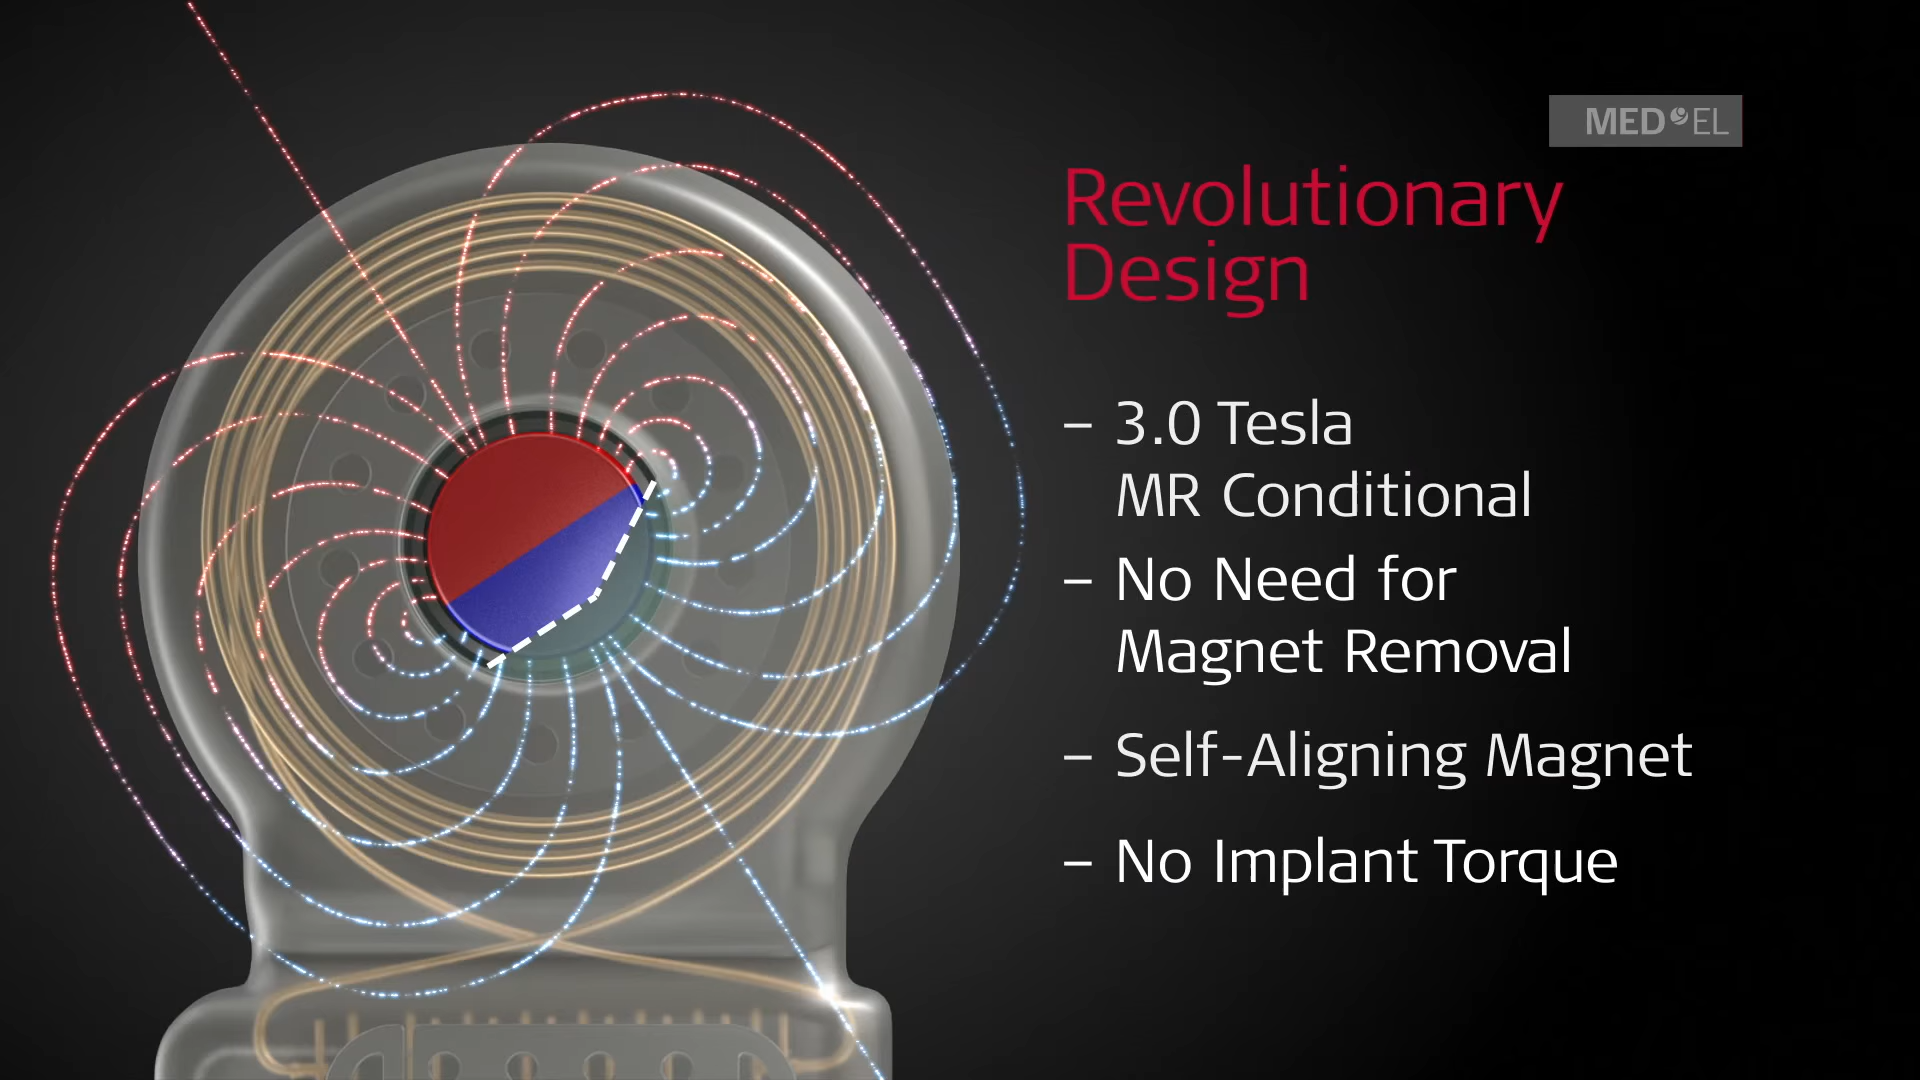 MED EL
Revolutionary
Design
– 3.0 Tesla
MR Conditional
– No Need for
Magnet Removal
– Self-Aligning Magnet
– No Implant Torque